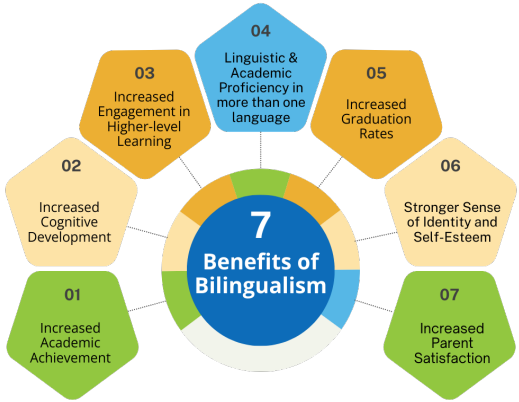 04
Linguistic &
Academic
Proficiency in
more than one
language
03
Increased
Engagement in
Higher-level
Learning
05
Increased
Graduation
Rates
02
Increased
Cognitive
Development
06
Stronger Sense
of Identity and
Self-Esteem
7
Benefits of
Bilingualism
01
Increased
Academic
Achievement
07
Increased
Parent
Satisfaction